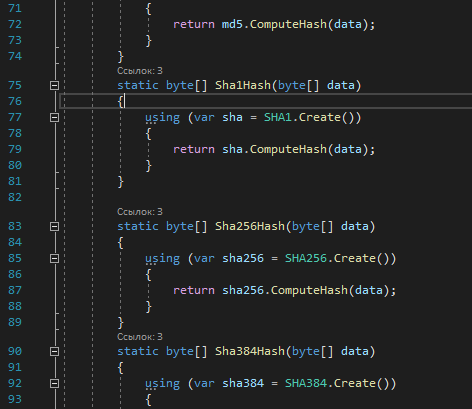 71 {
72 return md5.ComputeHash(data);
73 }
74 }
Ссылок: 3
75 static byte[] Sha1Hash(byte[] data)
76 {
77 using (var sha = SHA1.Create())
78 {
79 return sha.ComputeHash(data);
80 }
81 }
82
Ссылок: 3
83 static byte[] Sha256Hash(byte[] data)
84 {
85 using (var sha256 = SHA256.Create())
86 {
87 return sha256.ComputeHash(data);
88 }
89 }
Ссылок: 3
90 static byte[] Sha384Hash(byte[] data)
91 {
92 using (var sha384 = SHA384.Create())
93 {